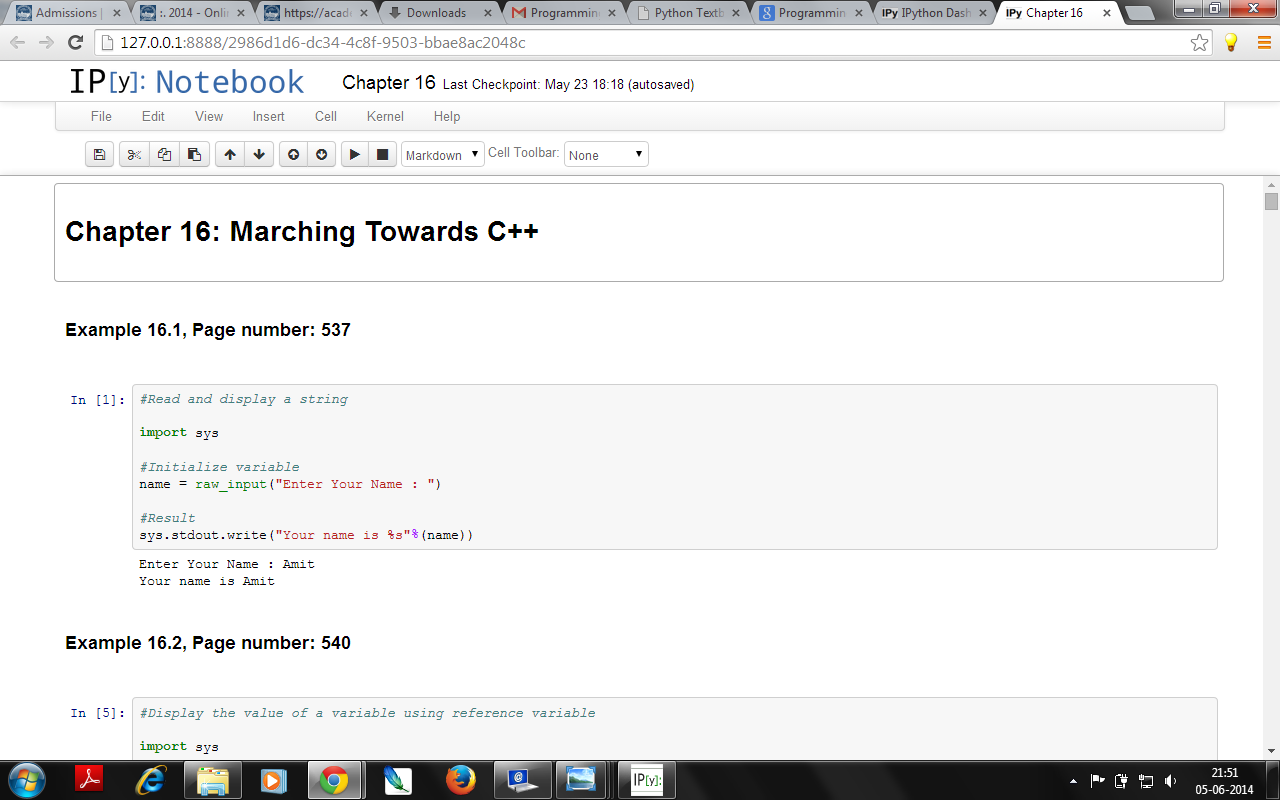 Admissions |
:. 2014 - Onli
https://acade
Downloads
Programmin
Python Textb
Programmin
IPy IPython Dash
IPy Chapter 16
127.0.0.1:8888/2986d1d6-dc34-4c8f-9503-bbae8ac2048c
IP[y]: Notebook Chapter 16 Last Checkpoint: May 23 18:18 (autosaved)
File Edit View Insert Cell Kernel Help
Markdown Cell Toolbar: None
Chapter 16: Marching Towards C++
Example 16.1, Page number: 537
In [1]: #Read and display a string
import sys
#Initialize variable
name = raw_input("Enter Your Name : ")
#Result
sys.stdout.write("Your name is %s"%(name))
Enter Your Name : Amit
Your name is Amit
Example 16.2, Page number: 540
In [5]: #Display the value of a variable using reference variable
import sys
IP[y]:
21:51
05-06-2014